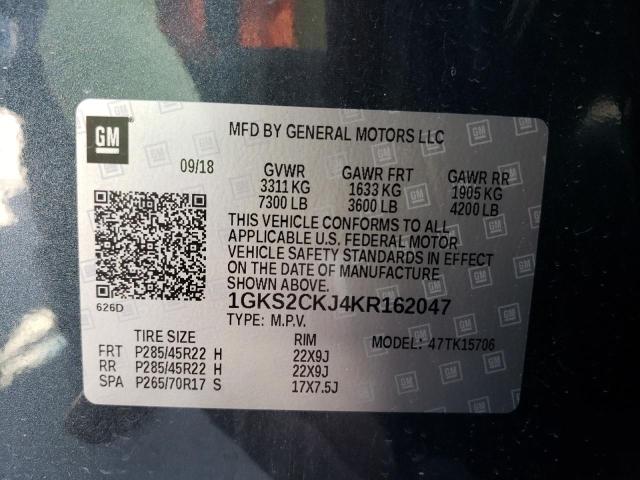 GM
MFD BY GENERAL MOTORS LLC
09/18 GVWR GAWR FRT GAWR RR
3311 KG 1633 KG 1905 KG
7300 LB 3600 LB 4200 LB
THIS VEHICLE CONFORMS TO ALL
APPLICABLE U.S. FEDERAL MOTOR
VEHICLE SAFETY STANDARDS IN EFFECT
ON THE DATE OF MANUFACTURE
SHOWN ABOVE.
626D
1GKS2CKJ4KR162047
TYPE: M.P.V.
TIRE SIZE RIM MODEL: 47TK15706
FRT P285/45R22 H 22X9J
RR P285/45R22 H 22X9J
SPA P265/70R17 S 17X7.5J